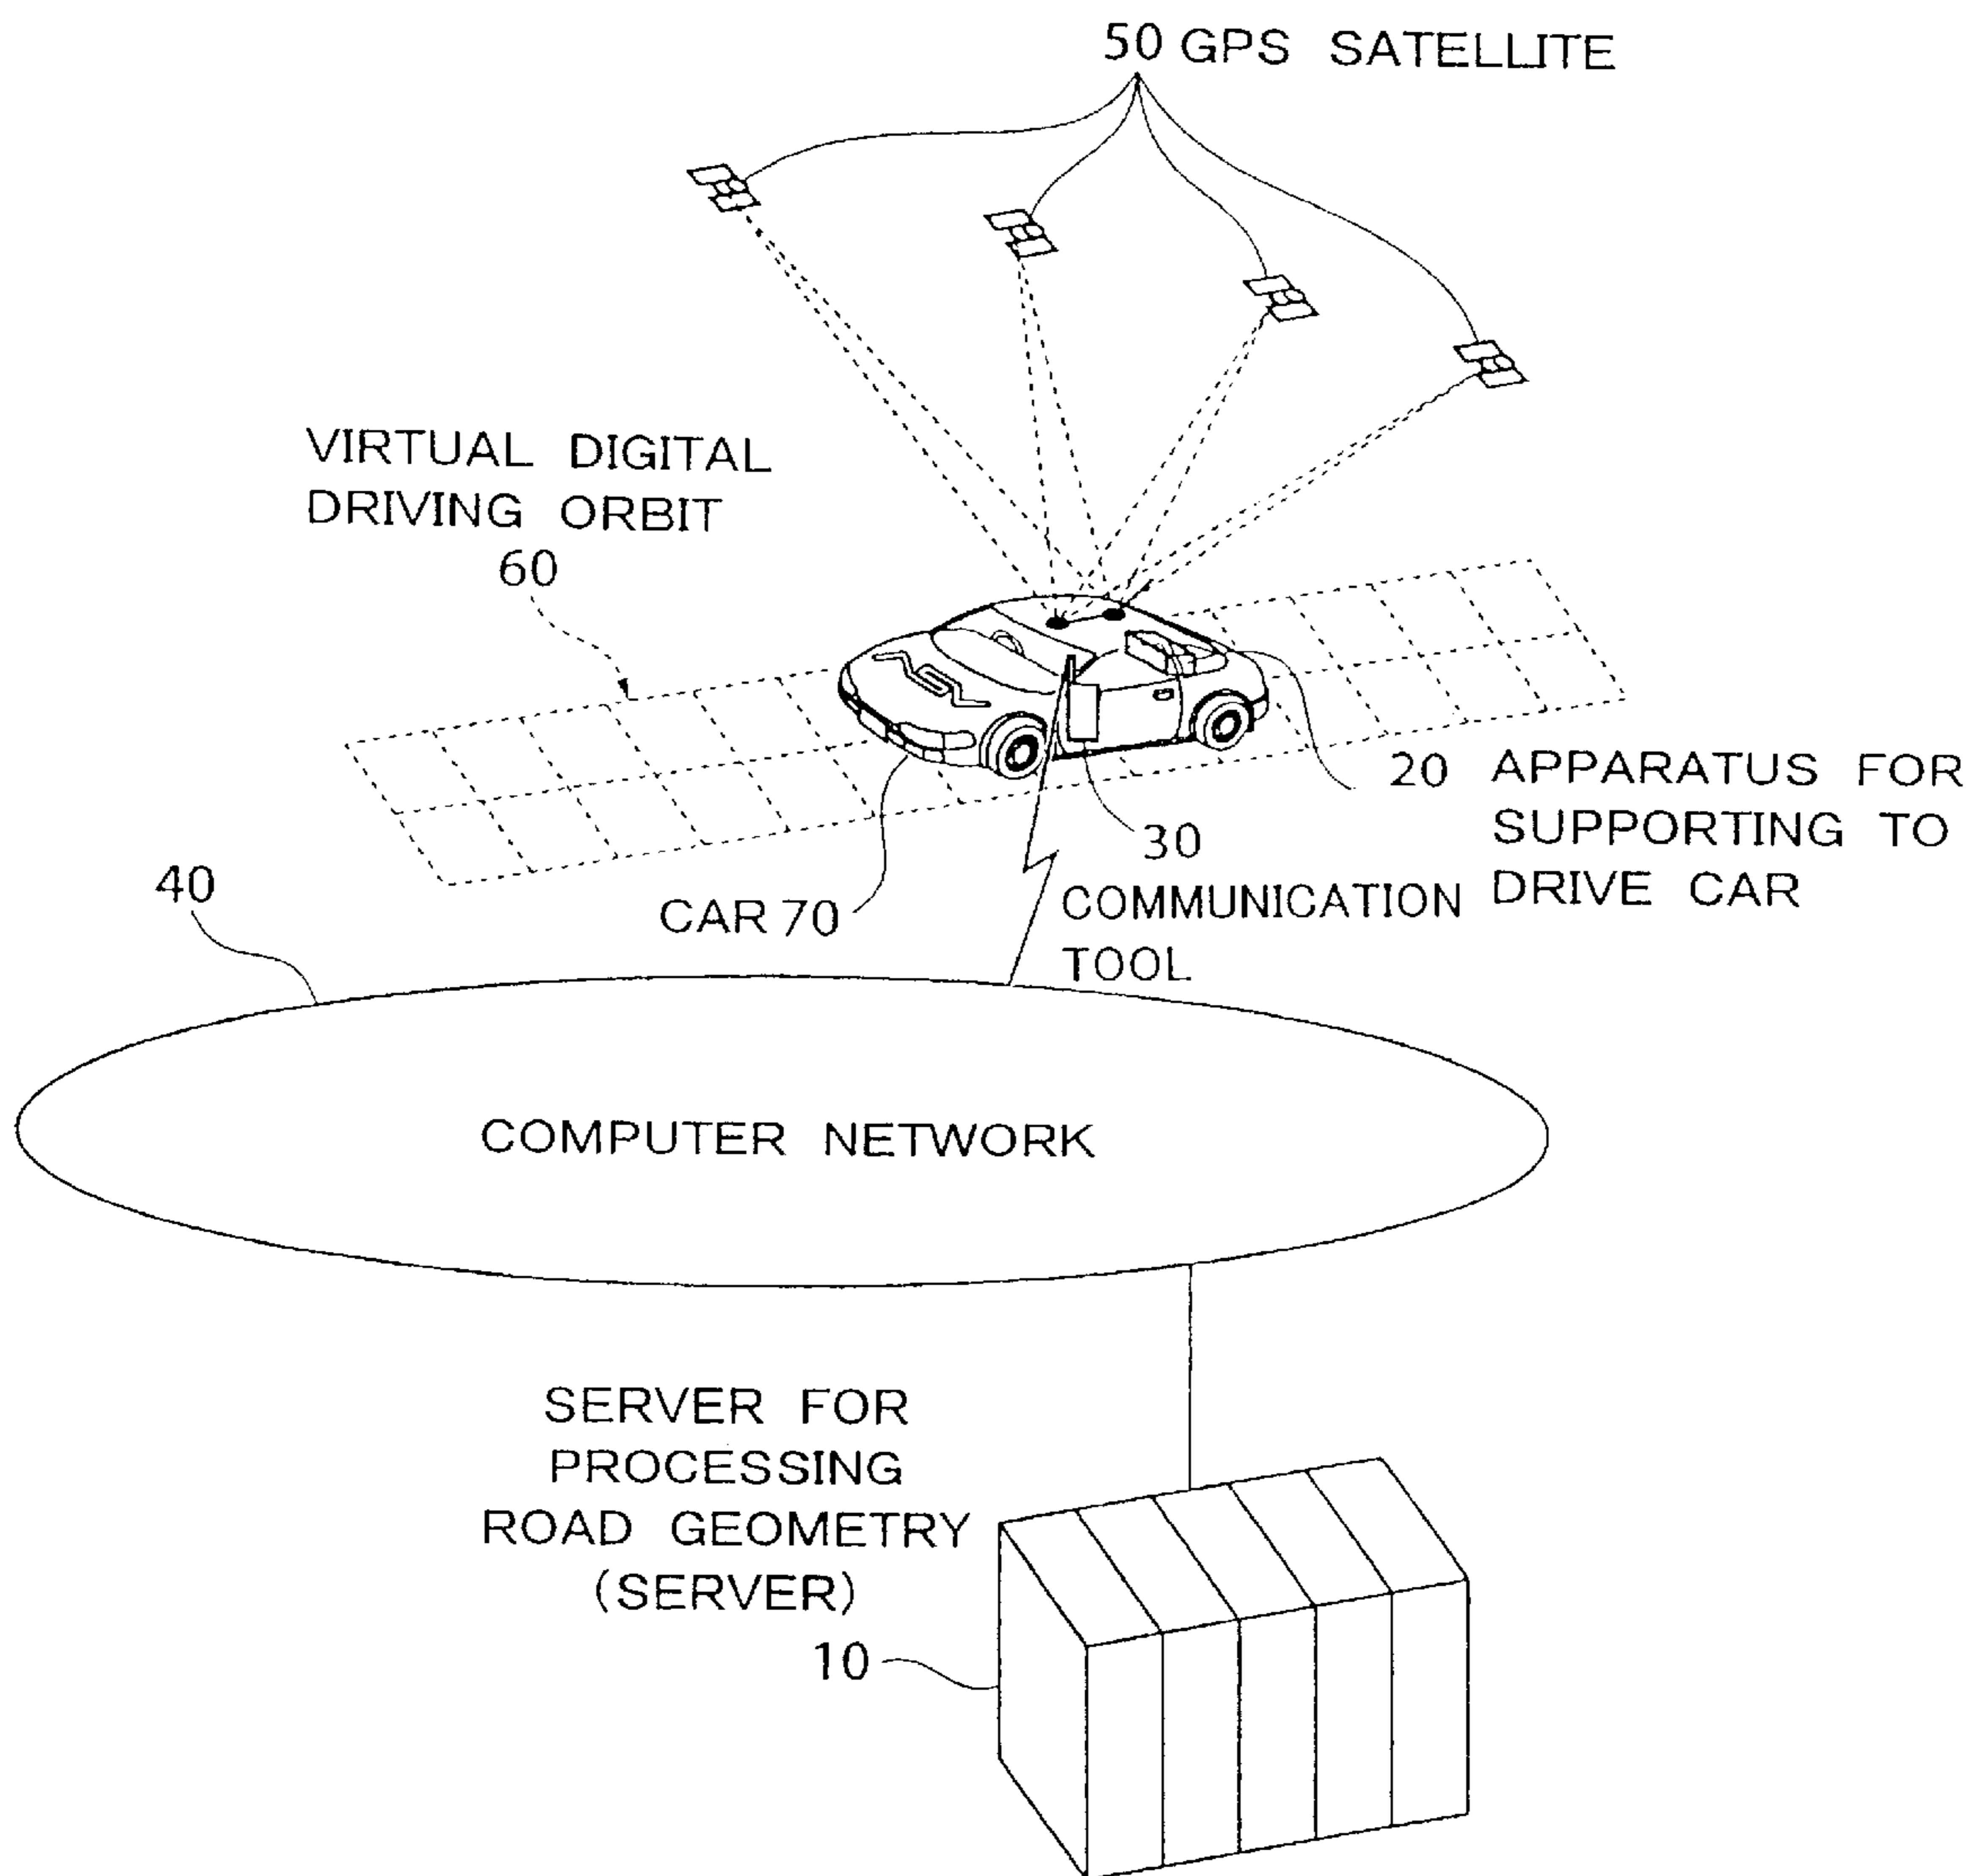 50 GPS SATELLITE
VIRTUAL DIGITAL
DRIVING ORBIT
60
20 APPARATUS FOR
SUPPORTING TO
DRIVE CAR
30
COMMUNICATION
TOOL
CAR 70
40
COMPUTER NETWORK
SERVER FOR
PROCESSING
ROAD GEOMETRY
(SERVER)
10